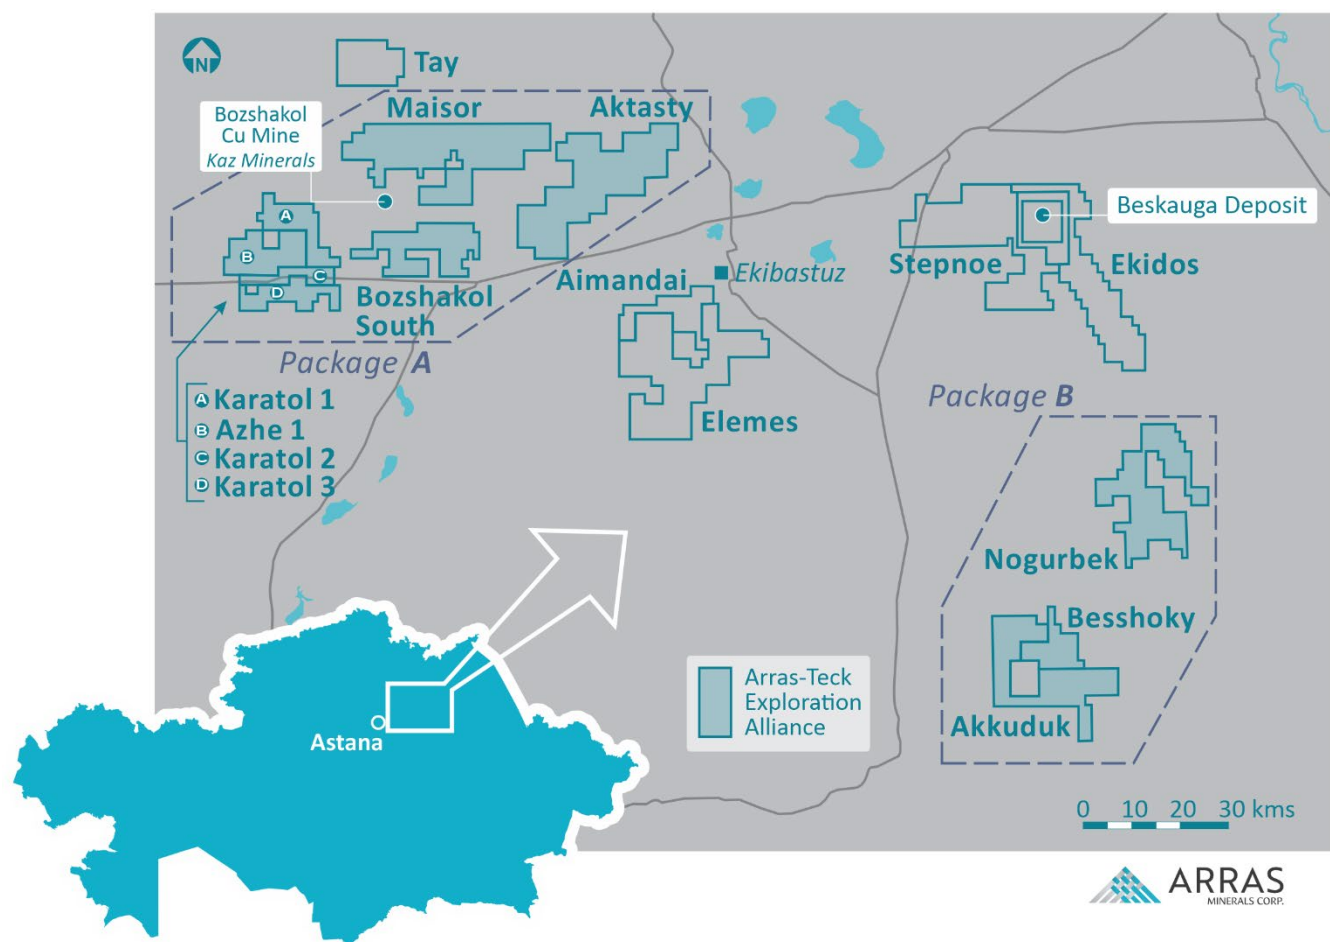 N
Tay
Maisor
Aktasty
Bozshakol
Cu Mine
Kaz Minerals
A
B
C
D
Bozshakol
South
Package A
A Karatol 1
B Azhe 1
C Karatol 2
D Karatol 3
Aimandai
Ekibastuz
Elemes
Beskauga Deposit
Stepnoe
Ekidos
Package B
Nogurbek
Besshoky
Akkuduk
Arras-Teck
Exploration
Alliance
Astana
0 10 20 30 kms
ARRAS
MINERALS CORP.